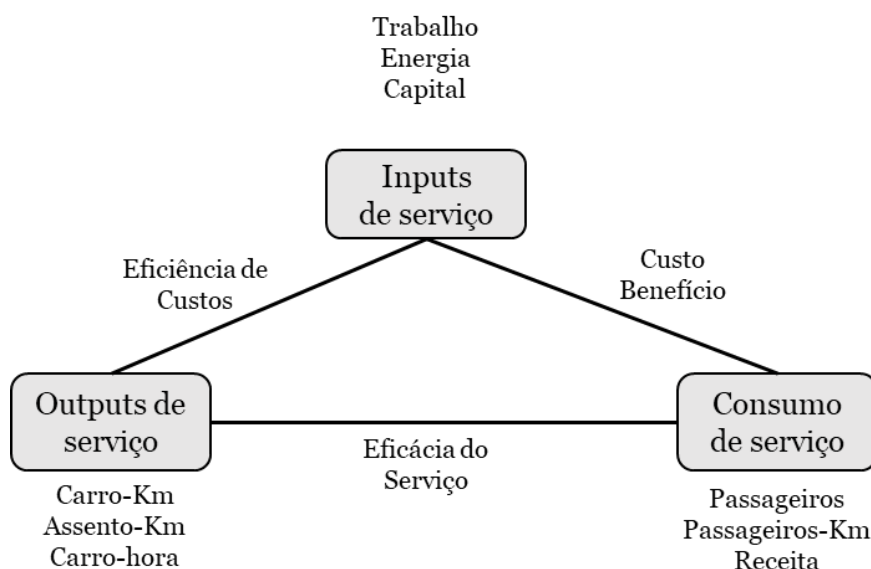 Trabalho
Energia
Capital
Inputs
de serviço
Eficiência de
Custos
Custo
Benefício
Outputs de
serviço
Consumo
de serviço
Eficácia do
Serviço
Carro-Km
Assento-Km
Carro-hora
Passageiros
Passageiros-Km
Receita